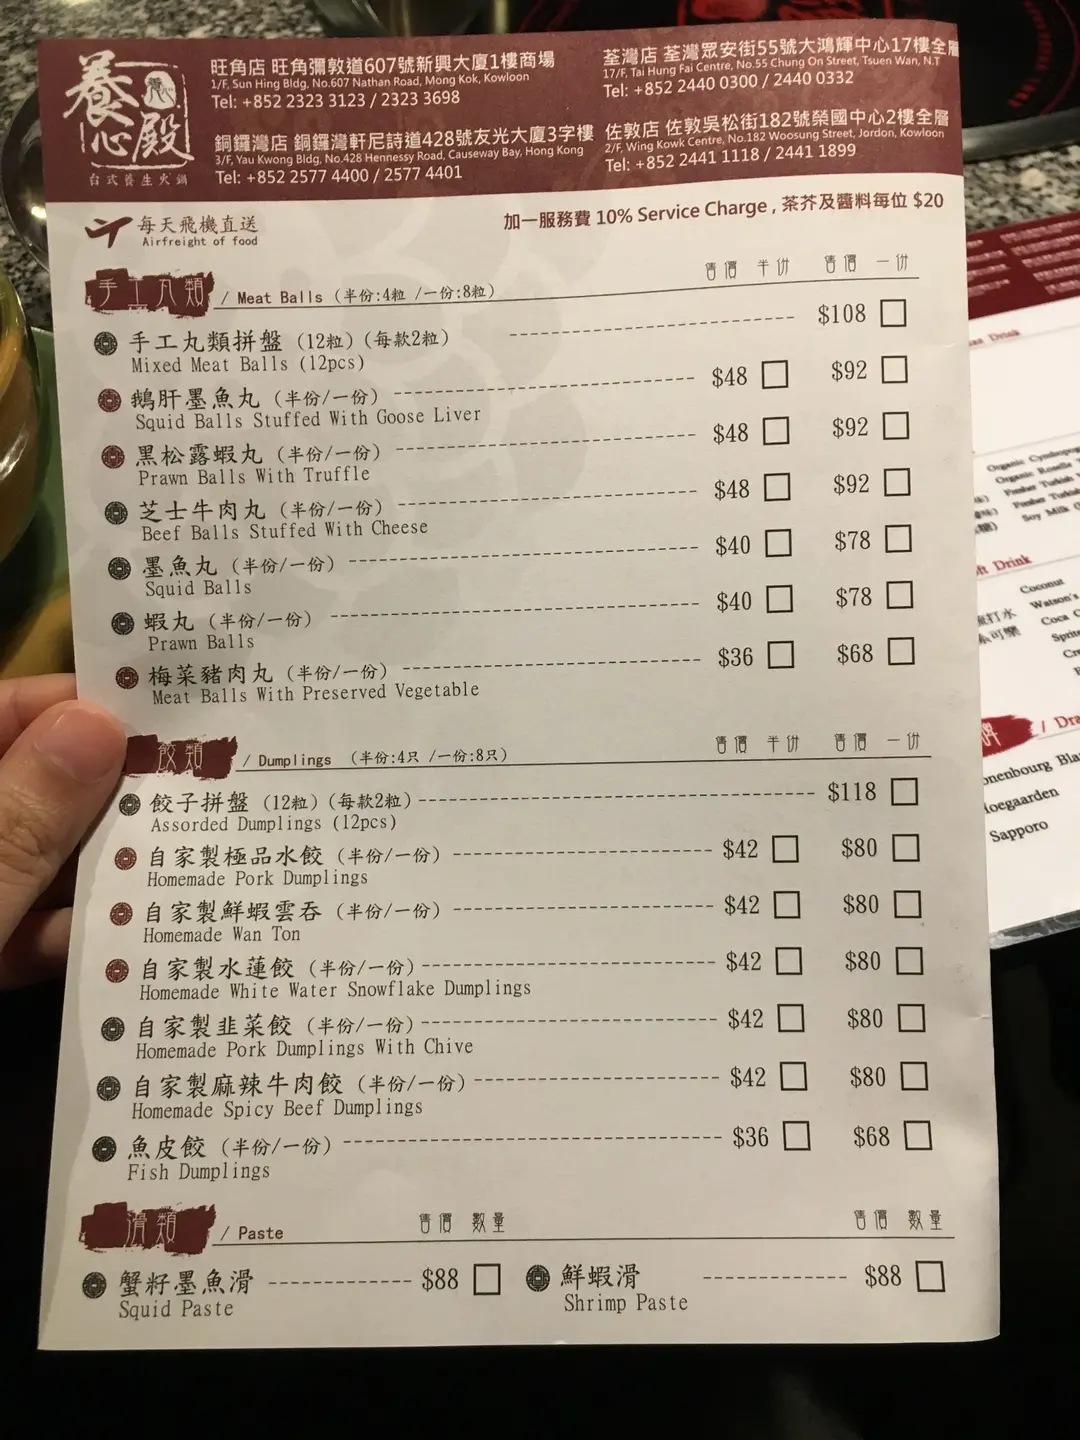 養心殿
台式養生火鍋
旺角店 旺角彌敦道607號新興大廈1樓商場
1/F, Sun Hing Bldg, No.607 Nathan Road, Mong Kok, Kowloon
Tel: +852 2323 3123 / 2323 3698
荃灣店 荃灣眾安街55號大鴻輝中心17樓全層
17/F, Tai Hung Fai Centre, No.55 Chung On Street, Tsuen Wan, N.T
Tel: +852 2440 0300 / 2440 0332
銅鑼灣店 銅鑼灣軒尼詩道428號友光大廈3字樓
3/F, Yau Kwong Bldg, No.428 Hennessy Road, Causeway Bay, Hong Kong
Tel: +852 2577 4400 / 2577 4401
佐敦店 佐敦吳松街182號榮國中心2樓全層
2/F, Wing Kowk Centre, No.182 Woosung Street, Jordon, Kowloon
Tel: +852 2441 1118 / 2441 1899
每天飛機直送
Airfreight of food
加一服務費 10% Service Charge , 茶芥及醬料每位 $20
手工丸類 / Meat Balls (半份:4粒 /一份:8粒) 售價 半份 售價 一份
手工丸類拼盤 (12粒) (每款2粒) $108
Mixed Meat Balls (12pcs)
鵝肝墨魚丸 (半份/一份) $48 $92
Squid Balls Stuffed With Goose Liver
黑松露蝦丸 (半份/一份) $48 $92
Prawn Balls With Truffle
芝士牛肉丸 (半份/一份) $48 $92
Beef Balls Stuffed With Cheese
墨魚丸 (半份/一份) $40 $78
Squid Balls
蝦丸 (半份/一份) $40 $78
Prawn Balls
梅菜豬肉丸 (半份/一份) $36 $68
Meat Balls With Preserved Vegetable
餃類 / Dumplings (半份:4只 /一份:8只) 售價 半份 售價 一份
餃子拼盤 (12粒) (每款2粒) $118
Assorded Dumplings (12pcs)
自家製極品水餃 (半份/一份) $42 $80
Homemade Pork Dumplings
自家製鮮蝦雲吞 (半份/一份) $42 $80
Homemade Wan Ton
自家製水蓮餃 (半份/一份) $42 $80
Homemade White Water Snowflake Dumplings
自家製韭菜餃 (半份/一份) $42 $80
Homemade Pork Dumplings With Chive
自家製麻辣牛肉餃 (半份/一份) $42 $80
Homemade Spicy Beef Dumplings
魚皮餃 (半份/一份) $36 $68
Fish Dumplings
滑類 / Paste 售價 數量 售價 數量
蟹籽墨魚滑 $88 鮮蝦滑 $88
Squid Paste Shrimp Paste
Drink
Organic Cymbopog
Organic Roselle
Fresher Turkish
Fresher Turkish
Soy Milk
ft Drink
Coconut
Watson's
Coca C
Sprite
/ Dra
onenbourg Bla
Hoegaarden
Sapporo